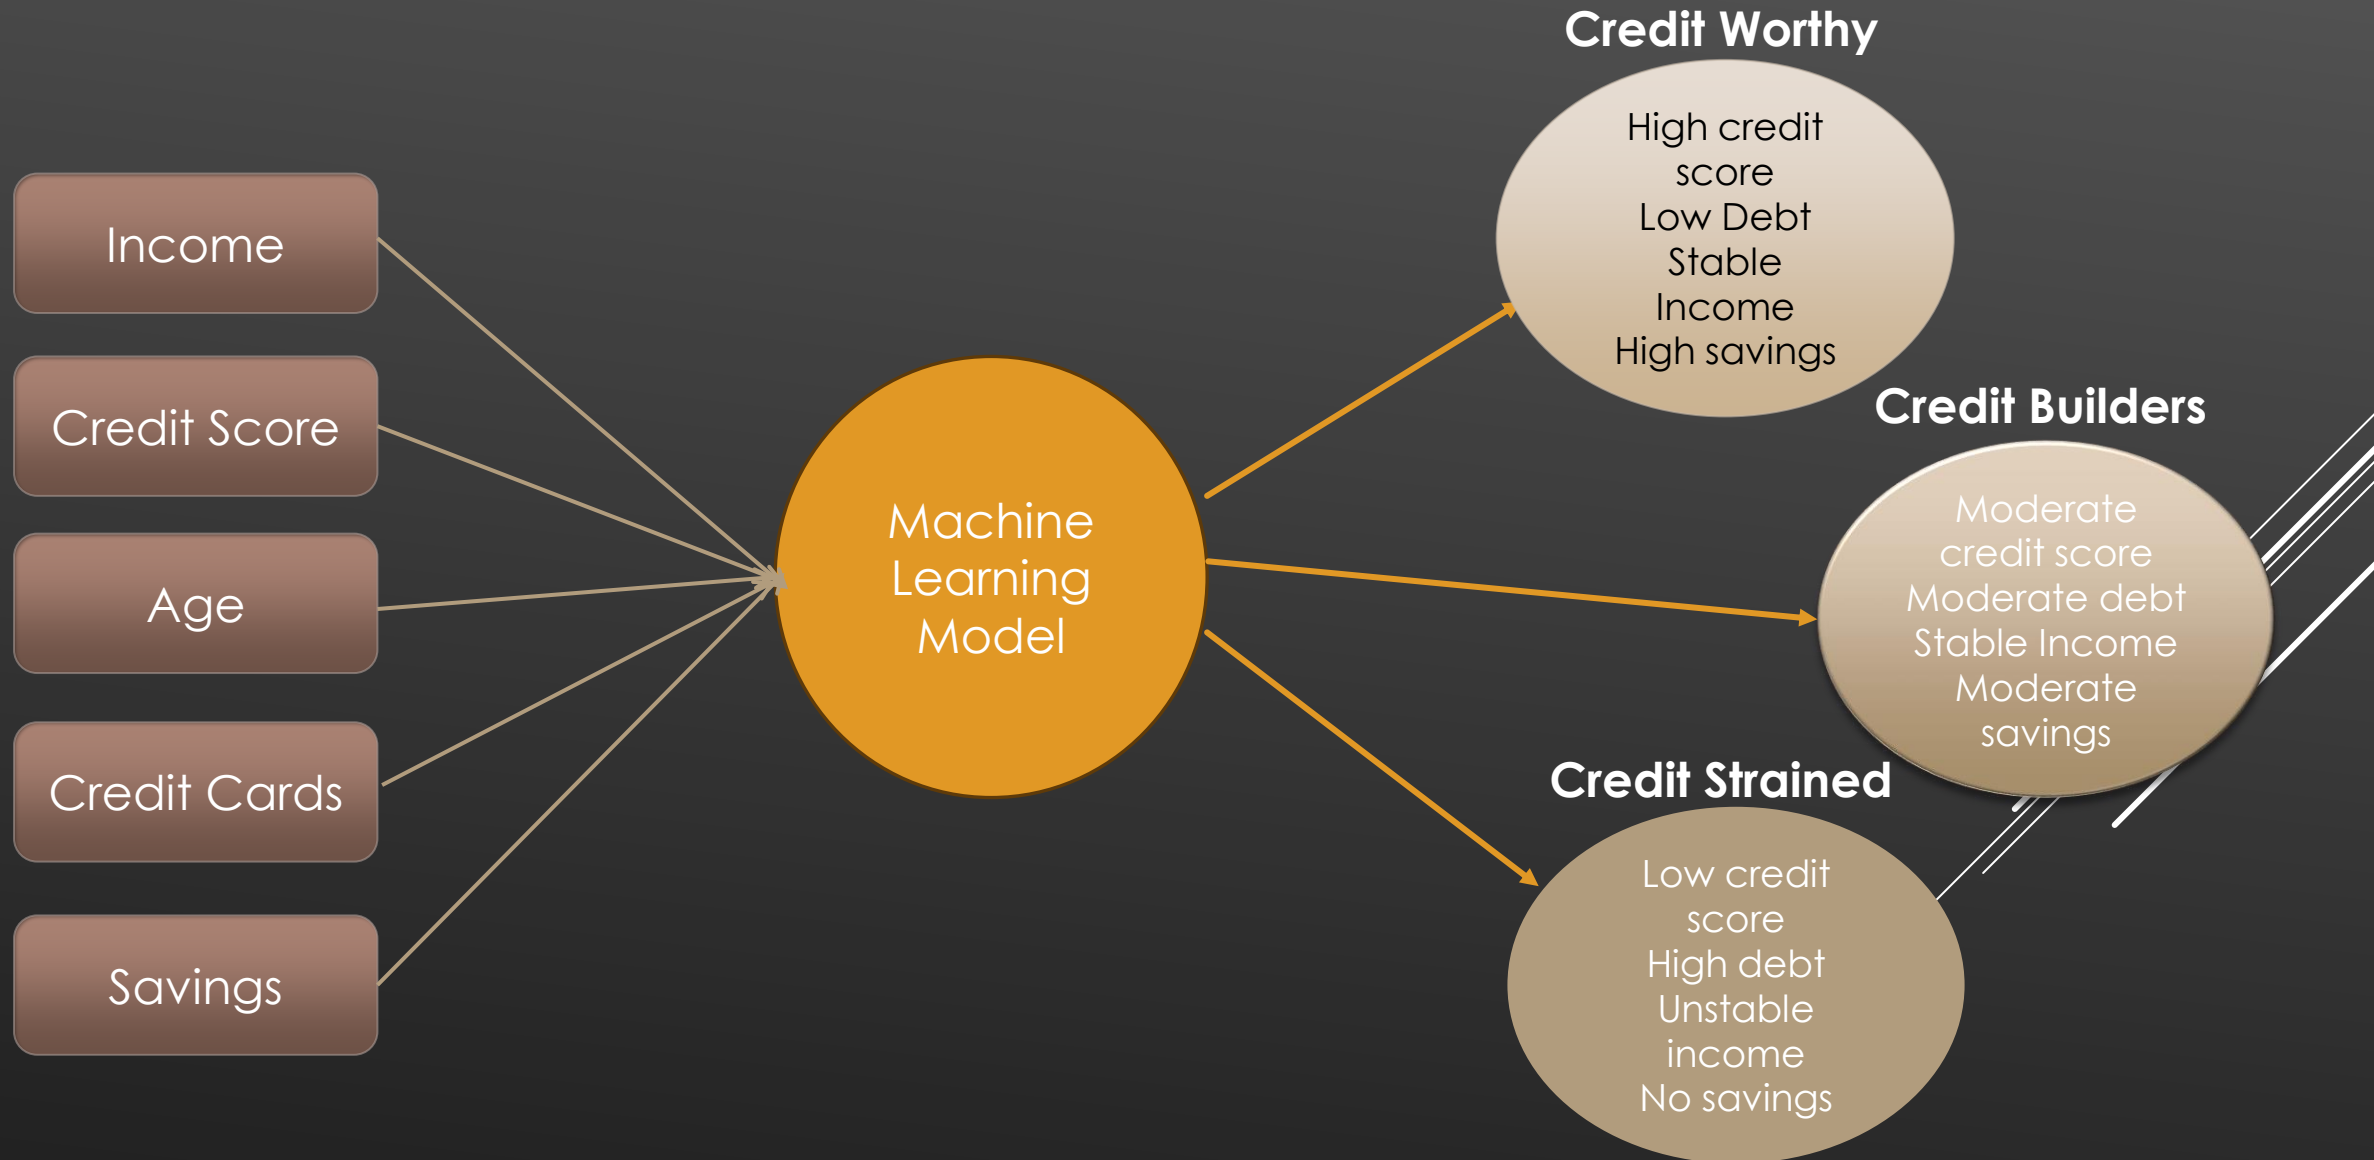 Income
Credit Score
Age
Credit Cards
Savings
Machine
Learning
Model
Credit Worthy
High credit
score
Low Debt
Stable
Income
High savings
Credit Builders
Moderate
credit score
Moderate debt
Stable Income
Moderate
savings
Credit Strained
Low credit
score
High debt
Unstable
income
No savings